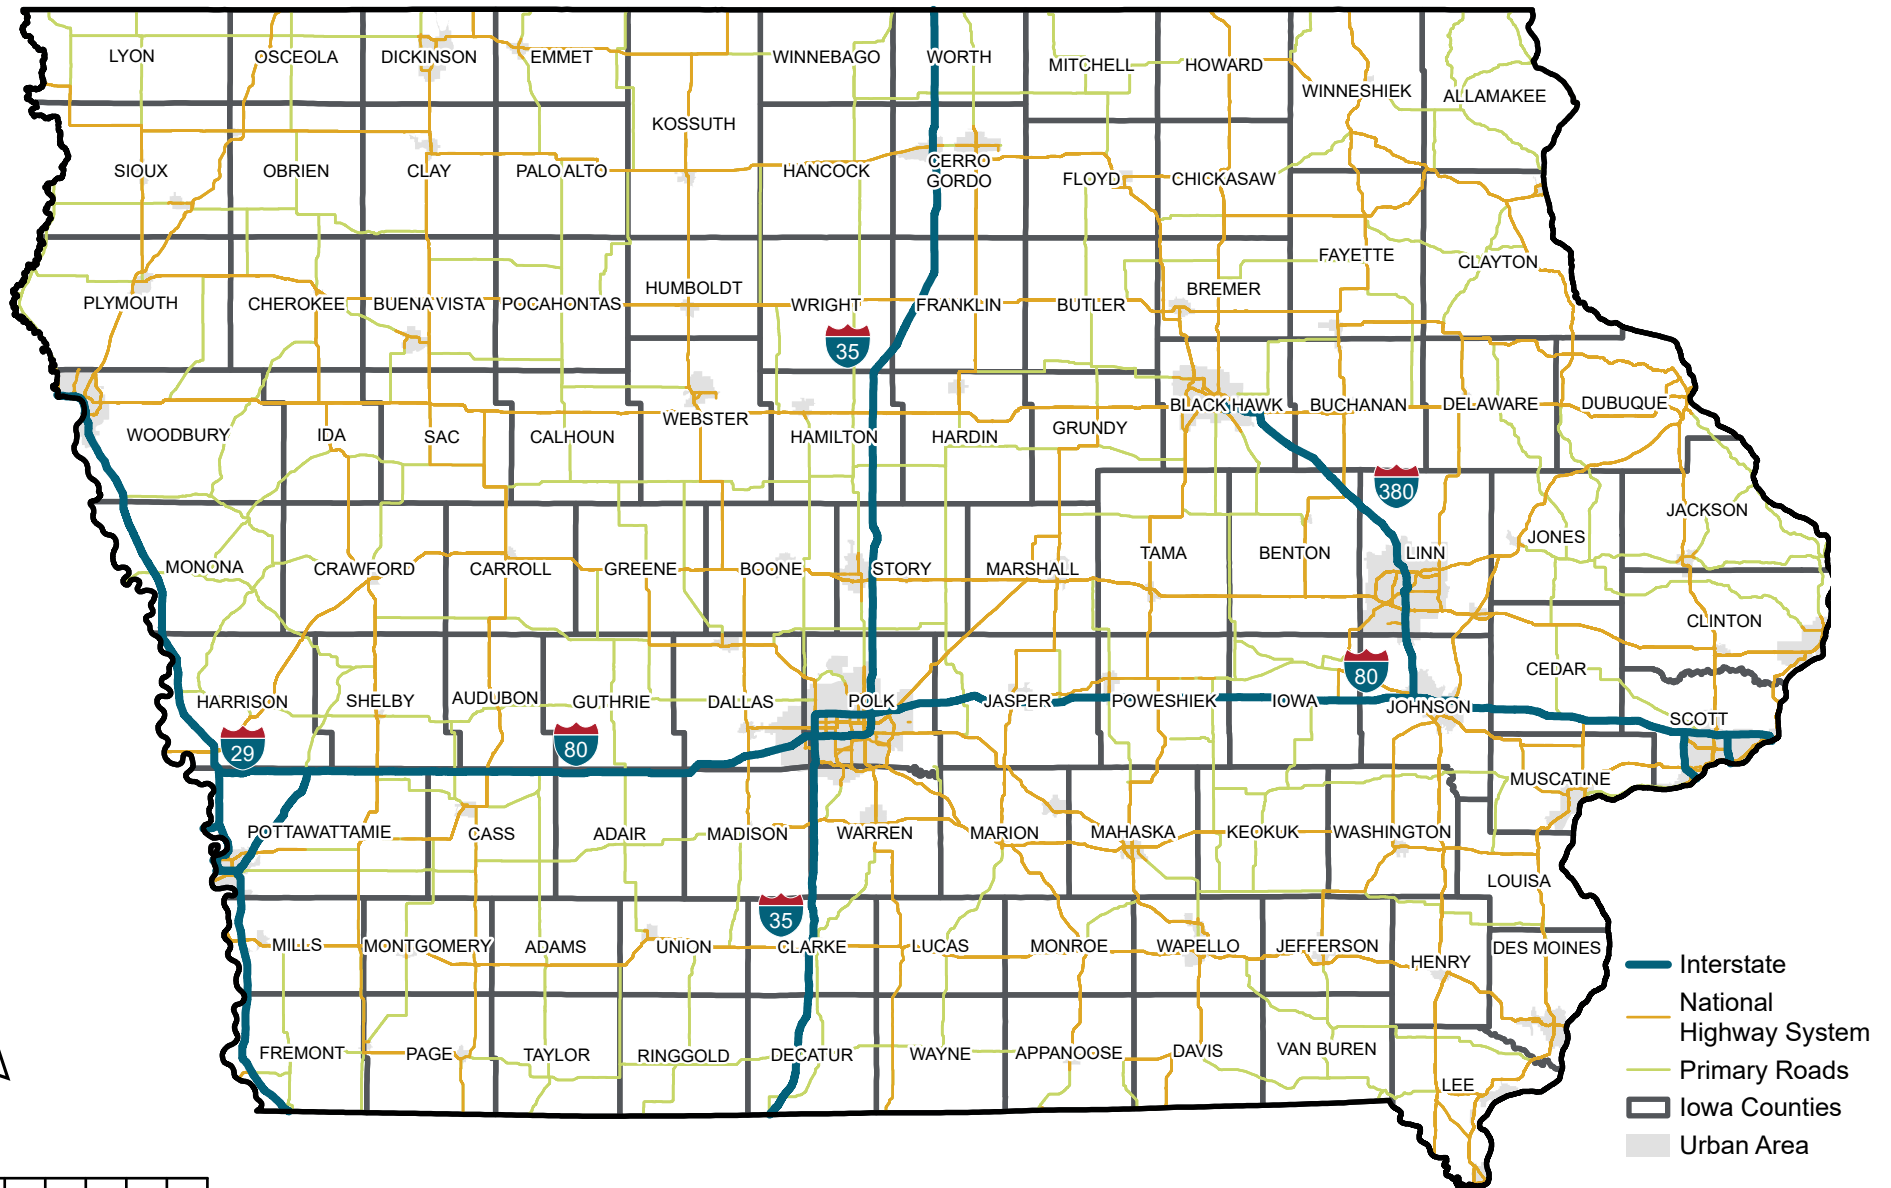 LYON
OSCEOLA
DICKINSON
EMMET
WINNEBAGO
WORTH
MITCHELL
HOWARD
WINNESHIEK
ALLAMAKEE
KOSSUTH
SIOUX
OBRIEN
CLAY
PALO ALTO
HANCOCK
CERRO
GORDO
FLOYD
CHICKASAW
FAYETTE
CLAYTON
PLYMOUTH
CHEROKEE
BUENA VISTA
POCAHONTAS
HUMBOLDT
WRIGHT
FRANKLIN
BUTLER
BREMER
35
WOODBURY
IDA
SAC
CALHOUN
WEBSTER
HAMILTON
HARDIN
GRUNDY
BLACK HAWK
BUCHANAN
DELAWARE
DUBUQUE
380
MONONA
CRAWFORD
CARROLL
GREENE
BOONE
STORY
MARSHALL
TAMA
BENTON
LINN
JONES
JACKSON
CLINTON
CEDAR
80
HARRISON
SHELBY
AUDUBON
GUTHRIE
DALLAS
POLK
JASPER
POWESHIEK
IOWA
JOHNSON
SCOTT
29
80
MUSCATINE
POTTAWATTAMIE
CASS
ADAIR
MADISON
WARREN
MARION
MAHASKA
KEOKUK
WASHINGTON
LOUISA
35
MILLS
MONTGOMERY
ADAMS
UNION
CLARKE
LUCAS
MONROE
WAPELLO
JEFFERSON
HENRY
DES MOINES
FREMONT
PAGE
TAYLOR
RINGGOLD
DECATUR
WAYNE
APPANOOSE
DAVIS
VAN BUREN
LEE
Interstate
National
Highway System
Primary Roads
Iowa Counties
Urban Area